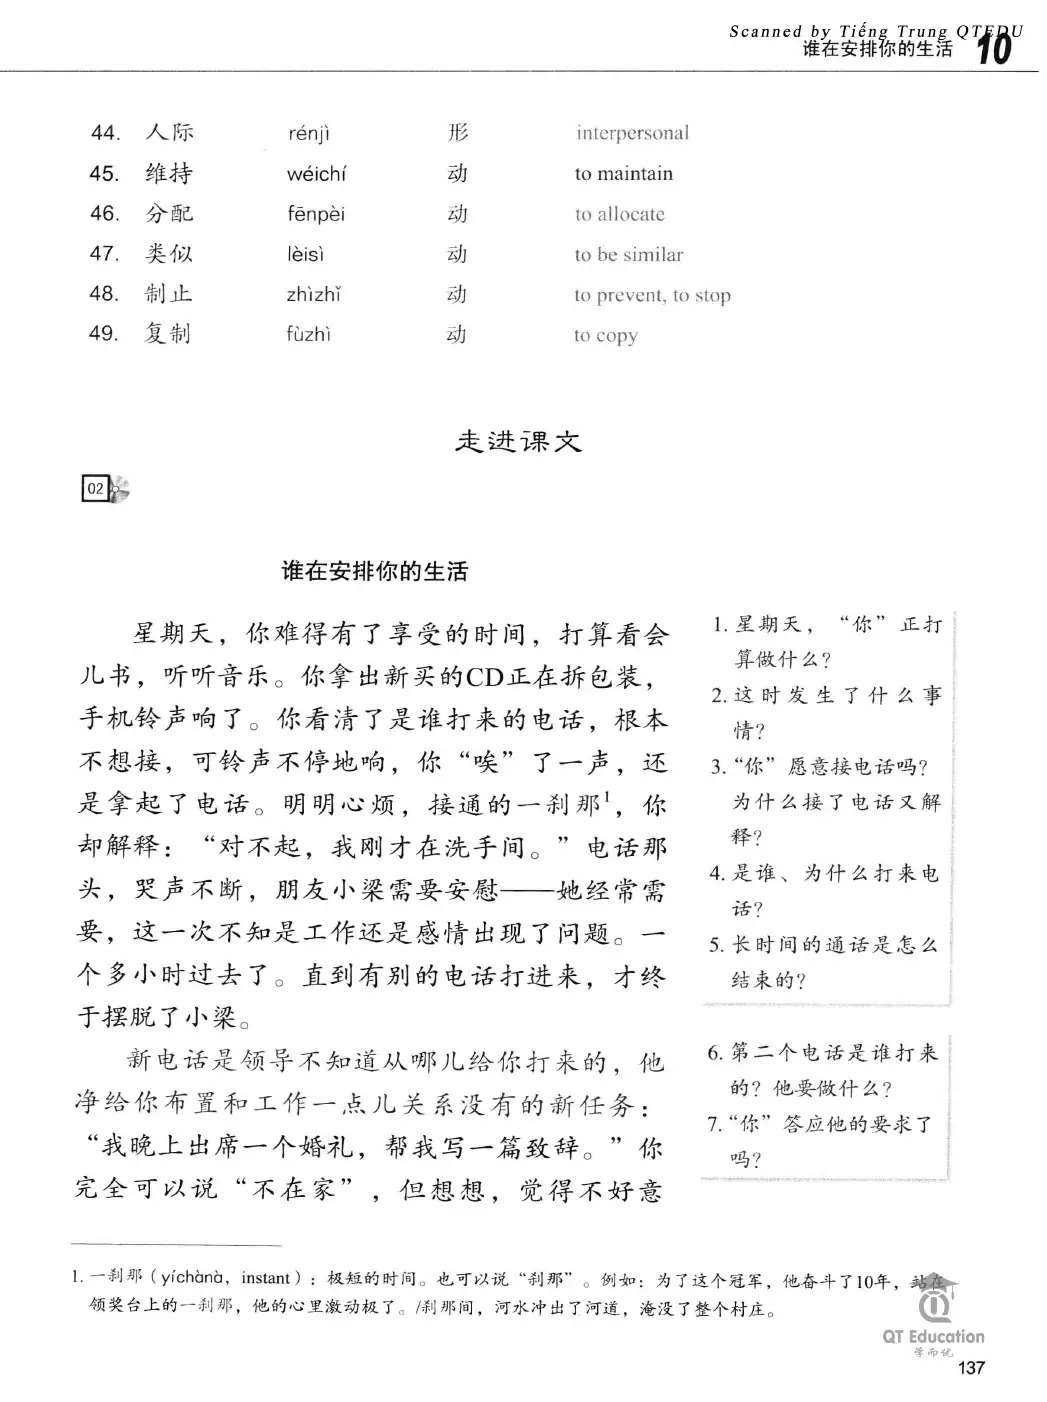 Scanned by Tiếng Trung QTEDU
谁在安排你的生活 10
44. 人际 rénjì 形 interpersonal
45. 维持 wéichí 动 to maintain
46. 分配 fēnpèi 动 to allocate
47. 类似 lèisì 动 to be similar
48. 制止 zhìzhǐ 动 to prevent, to stop
49. 复制 fùzhì 动 to copy
走进课文
02
谁在安排你的生活
星期天，你难得有了享受的时间，打算看会
儿书，听听音乐。你拿出新买的CD正在拆包装，
手机铃声响了。你看清了是谁打来的电话，根本
不想接，可铃声不停地响，你“唉”了一声，还
是拿起了电话。明明心烦，接通的一刹那1，你
却解释：“对不起，我刚才在洗手间。”电话那
头，哭声不断，朋友小梁需要安慰——她经常需
要，这一次不知是工作还是感情出现了问题。一
个多小时过去了。直到有别的电话打进来，才终
于摆脱了小梁。
新电话是领导不知道从哪儿给你打来的，他
净给你布置和工作一点儿关系没有的新任务：
“我晚上出席一个婚礼，帮我写一篇致辞。”你
完全可以说“不在家”，但想想，觉得不好意
1. 星期天，“你”正打
算做什么？
2. 这时发生了什么事
情？
3. “你”愿意接电话吗？
为什么接了电话又解
释？
4. 是谁、为什么打来电
话？
5. 长时间的通话是怎么
结束的？
6. 第二个电话是谁打来
的？他要做什么？
7. “你”答应他的要求了
吗？
1. 一刹那（yíchànà，instant）：极短的时间。也可以说“刹那”。例如：为了这个冠军，他奋斗了10年，站在
领奖台上的一刹那，他的心里激动极了。/刹那间，河水冲出了河道，淹没了整个村庄。
QT Education
学而优
137